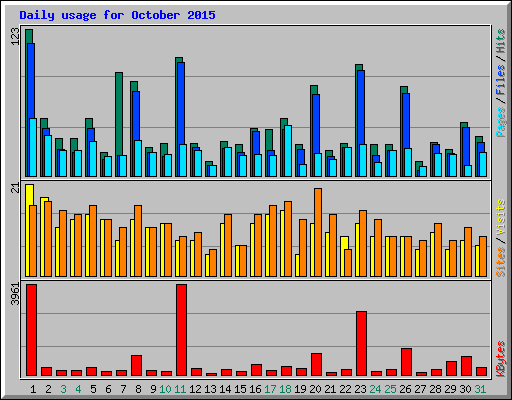 Daily usage for October 2015
123
Pages / Files / Hits
21
Sites / Visits
3961
KBytes
1 2 3 4 5 6 7 8 9 10 11 12 13 14 15 16 17 18 19 20 21 22 23 24 25 26 27 28 29 30 31